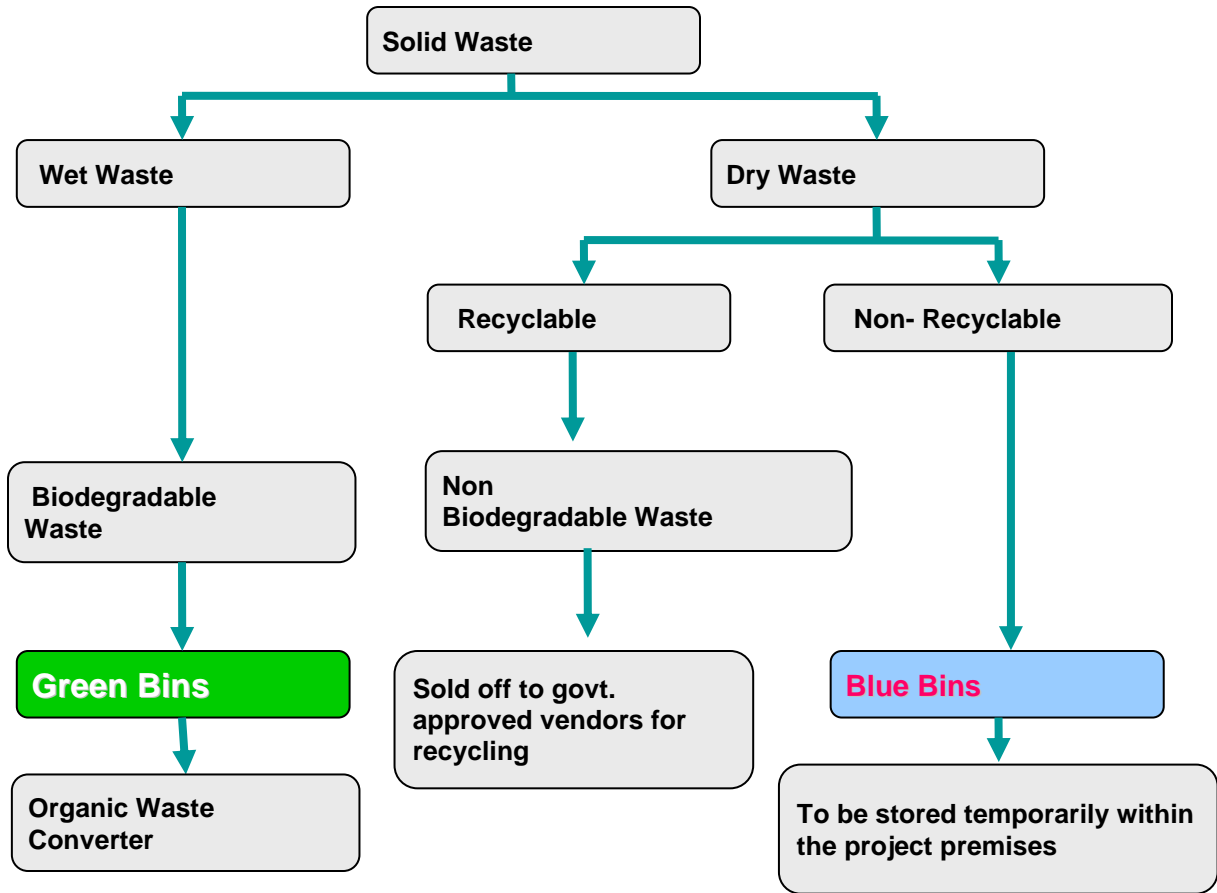 Solid Waste
Wet Waste
Dry Waste
Recyclable
Non- Recyclable
Biodegradable
Waste
Non
Biodegradable Waste
Green Bins
Sold off to govt.
approved vendors for
recycling
Blue Bins
Organic Waste
Converter
To be stored temporarily within
the project premises